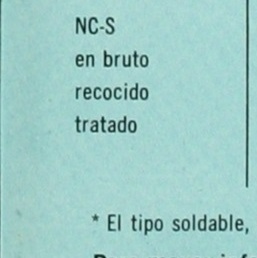 NC-S
en bruto
recocido
tratado
* El tipo soldable,